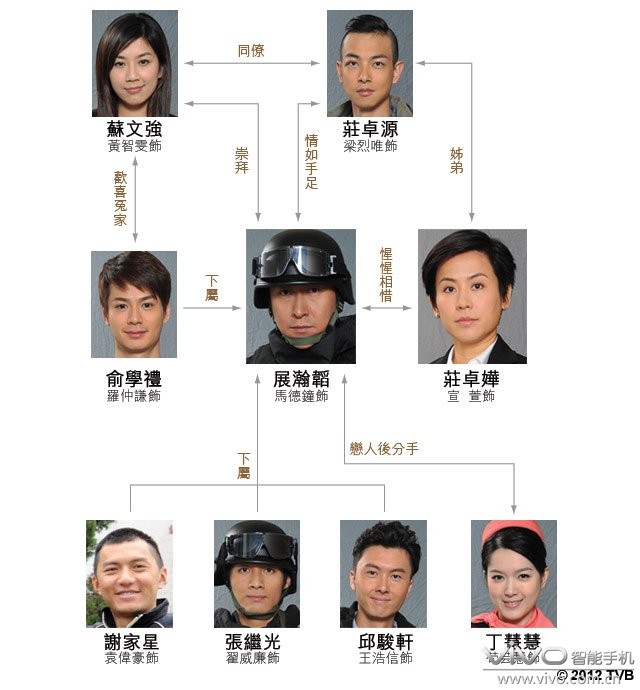 同僚
蘇文強
黃智雯飾
莊卓源
梁烈唯飾
崇拜
情如手足
姊弟
歡喜冤家
下屬
惺惺相惜
俞學禮
羅仲謙飾
展瀚韜
馬德鐘飾
莊卓嬅
宣 萱飾
戀人後分手
下屬
謝家星
袁偉豪飾
張繼光
翟威廉飾
邱駿軒
王浩信飾
丁慧慧
vivo 智能手机
www.vivo.com.cn
© 2012 TVB